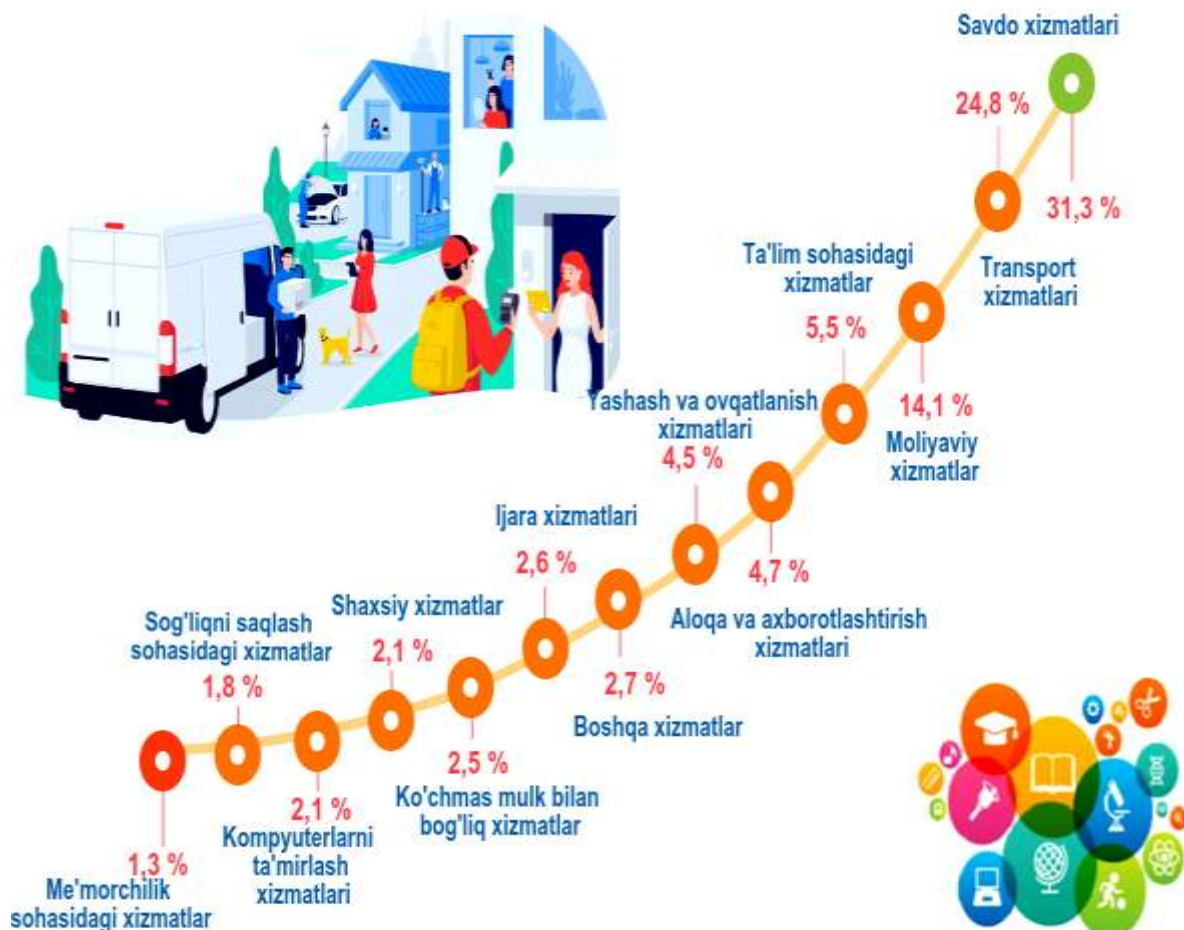 Savdo xizmatlari
24,8 %
31,3 %
Ta'lim sohasidagi
xizmatlar
Transport
xizmatlari
5,5 %
Yashash va ovqatlanish
xizmatlari
14,1 %
Moliyaviy
xizmatlar
4,5 %
Ijara xizmatlari
2,6 %
4,7 %
Shaxsiy xizmatlar
Aloqa va axborotlashtirish
xizmatlari
Sog'liqni saqlash
sohasidagi xizmatlar
2,1 %
1,8 %
2,7 %
Boshqa xizmatlar
2,5 %
Ko'chmas mulk bilan
bog'liq xizmatlar
2,1 %
Kompyuterlarni
ta'mirlash
xizmatlari
1,3 %
Me'morchilik
sohasidagi xizmatlar